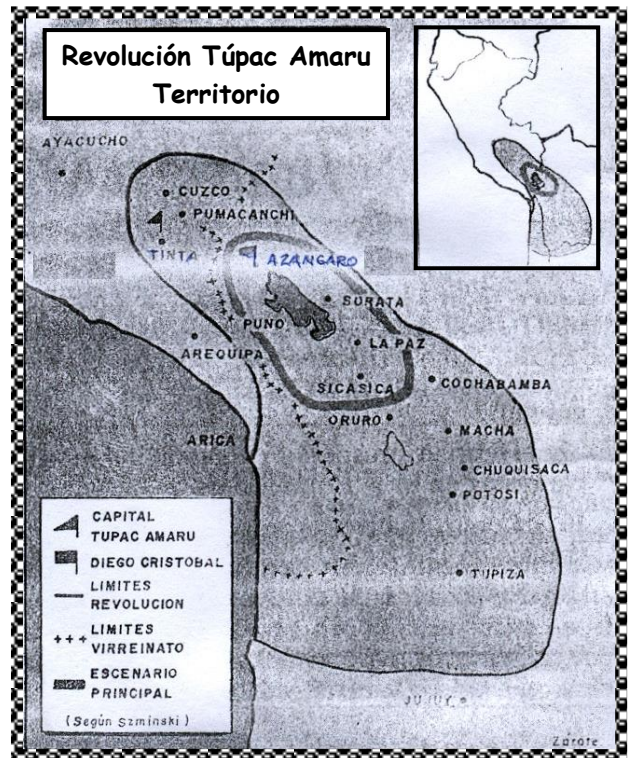 Revolución Túpac Amaru
Territorio
AYACUCHO
CUZCO
PUMACANCHI
TINTA
AZANGARO
SORATA
PUNO
LA PAZ
AREQUIPA
SICASICA
COCHABAMBA
ORURO
MACHA
ARICA
CHUQUISACA
POTOSI
TUPIZA
JUJUY
CAPITAL
TUPAC AMARU
DIEGO CRISTOBAL
LIMITES
REVOLUCION
+++ LIMITES
VIRREINATO
ESCENARIO
PRINCIPAL
(Según Szminski)
Zárate